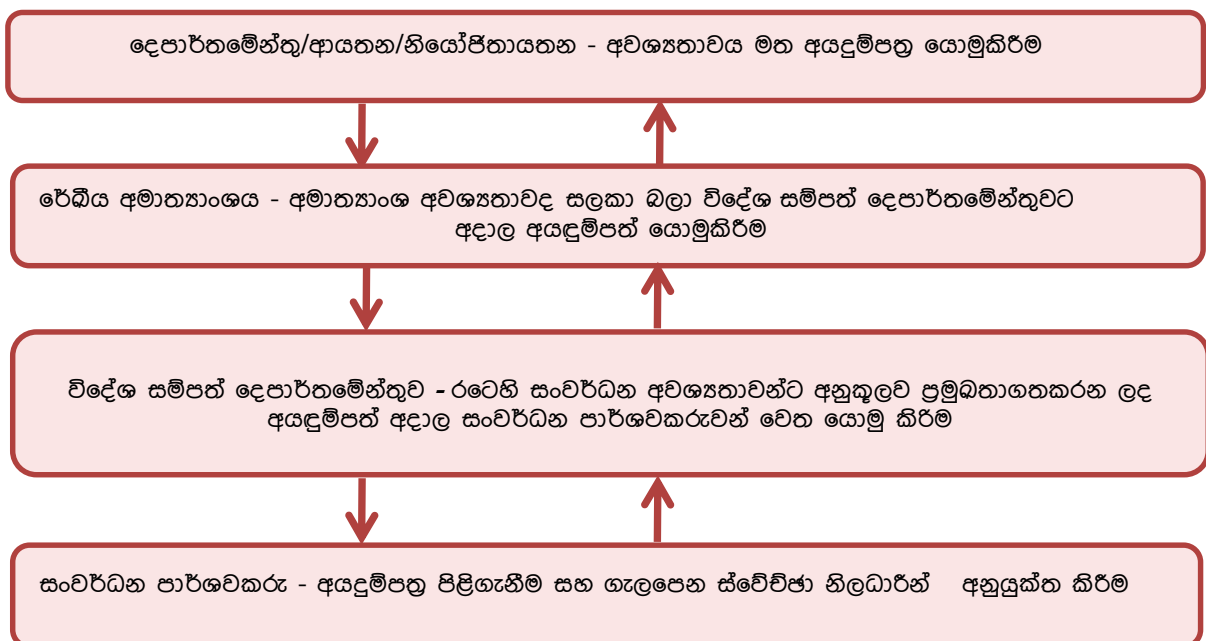 දෙපාර්තමේන්තු/ආයතන/නියෝජිතායතන - අවශ්‍යතාවය මත අයදුම්පත්‍ර යොමුකිරීම
රේඛීය අමාත්‍යාංශය - අමාත්‍යාංශ අවශ්‍යතාවද සලකා බලා විදේශ සම්පත් දෙපාර්තමේන්තුවට
අදාල අයඳුම්පත් යොමුකිරීම
විදේශ සම්පත් දෙපාර්තමේන්තුව - රටෙහි සංවර්ධන අවශ්‍යතාවන්ට අනුකූලව ප්‍රමුඛතාගතකරන ලද
අයඳුම්පත් අදාල සංවර්ධන පාර්ශවකරුවන් වෙත යොමු කිරිම
සංවර්ධන පාර්ශවකරු - අයදුම්පත්‍ර පිළිගැනීම සහ ගැලපෙන ස්වේච්ඡා නිලධාරීන් අනුයුක්ත කිරීම